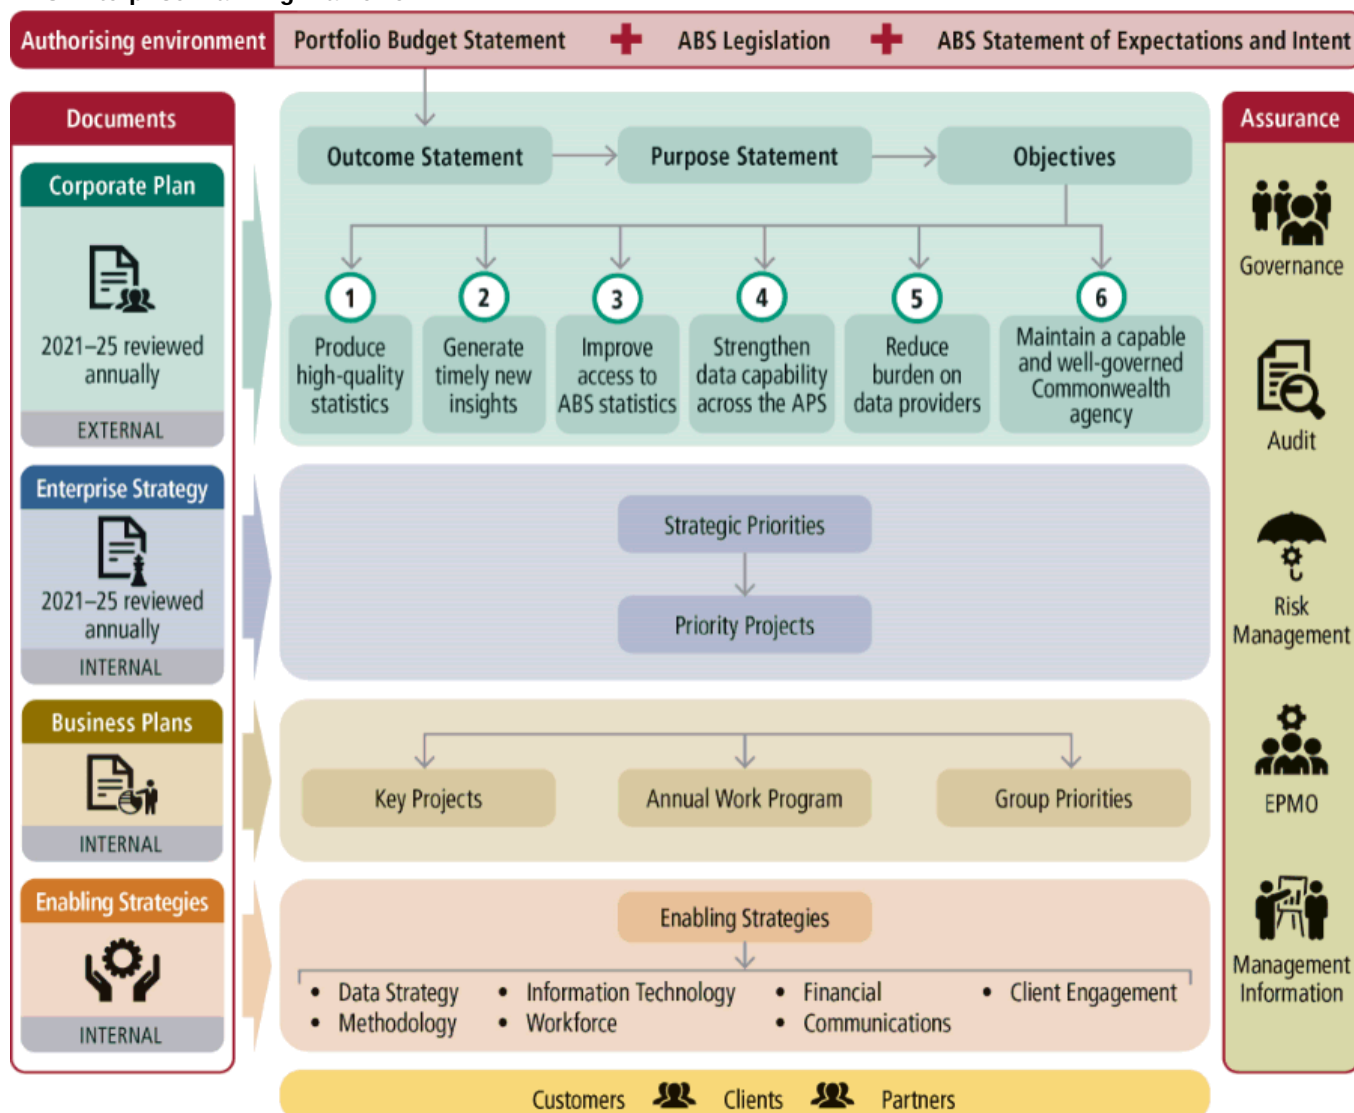 Authorising environment
Portfolio Budget Statement
ABS Legislation
ABS Statement of Expectations and Intent
Documents
Corporate Plan
2021–25 reviewed
annually
EXTERNAL
Outcome Statement
Purpose Statement
Objectives
1
Produce
high-quality
statistics
2
Generate
timely new
insights
3
Improve
access to
ABS statistics
4
Strengthen
data capability
across the APS
5
Reduce
burden on
data providers
6
Maintain a capable
and well-governed
Commonwealth
agency
Enterprise Strategy
2021–25 reviewed
annually
INTERNAL
Strategic Priorities
Priority Projects
Business Plans
INTERNAL
Key Projects
Annual Work Program
Group Priorities
Enabling Strategies
INTERNAL
Enabling Strategies
• Data Strategy
• Methodology
• Information Technology
• Workforce
• Financial
• Communications
• Client Engagement
Assurance
Governance
Audit
Risk
Management
EPMO
Management
Information
Customers
Clients
Partners